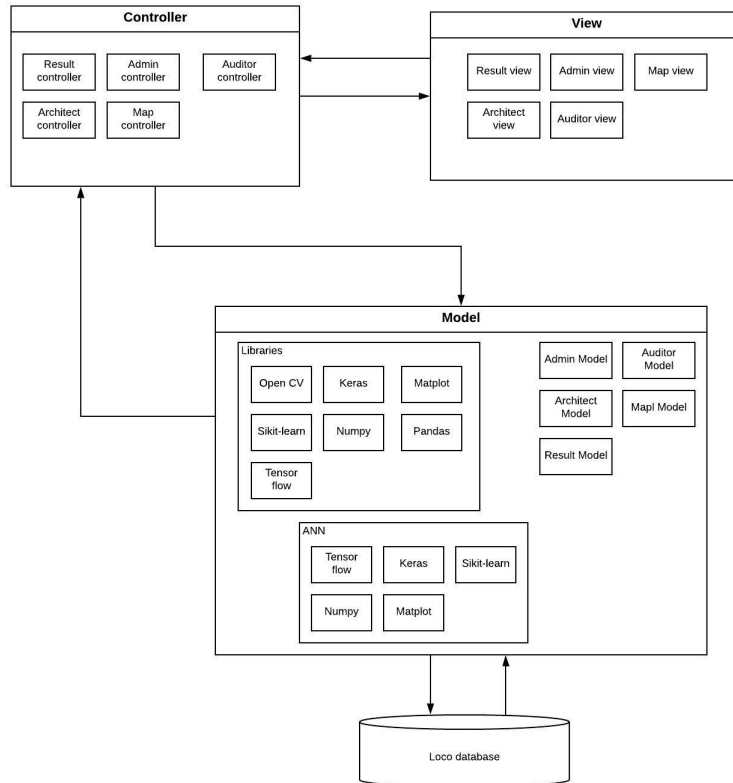 Controller
Result
controller
Admin
controller
Auditor
controller
Architect
controller
Map
controller
View
Result view
Admin view
Map view
Architect
view
Auditor view
Model
Libraries
Open CV
Keras
Matplot
Sikit-learn
Numpy
Pandas
Tensor
flow
Admin Model
Auditor
Model
Architect
Model
Mapl Model
Result Model
ANN
Tensor
flow
Keras
Sikit-learn
Numpy
Matplot
Loco database